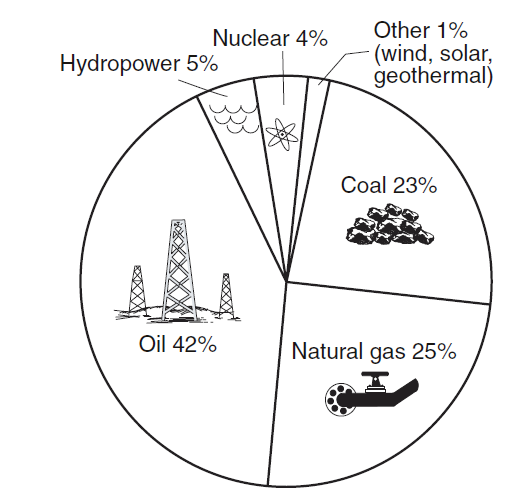 Nuclear 4%
Other 1%
(wind, solar,
geothermal)
Hydropower 5%
Coal 23%
Oil 42%
Natural gas 25%